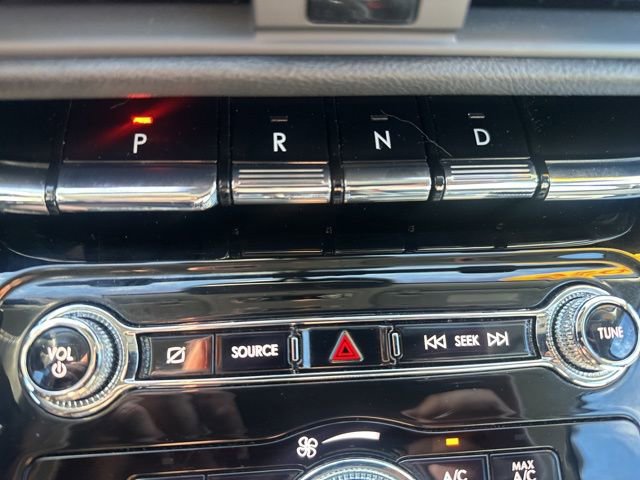 P R N D
VOL SOURCE SEEK TUNE
A/C MAX
A/C